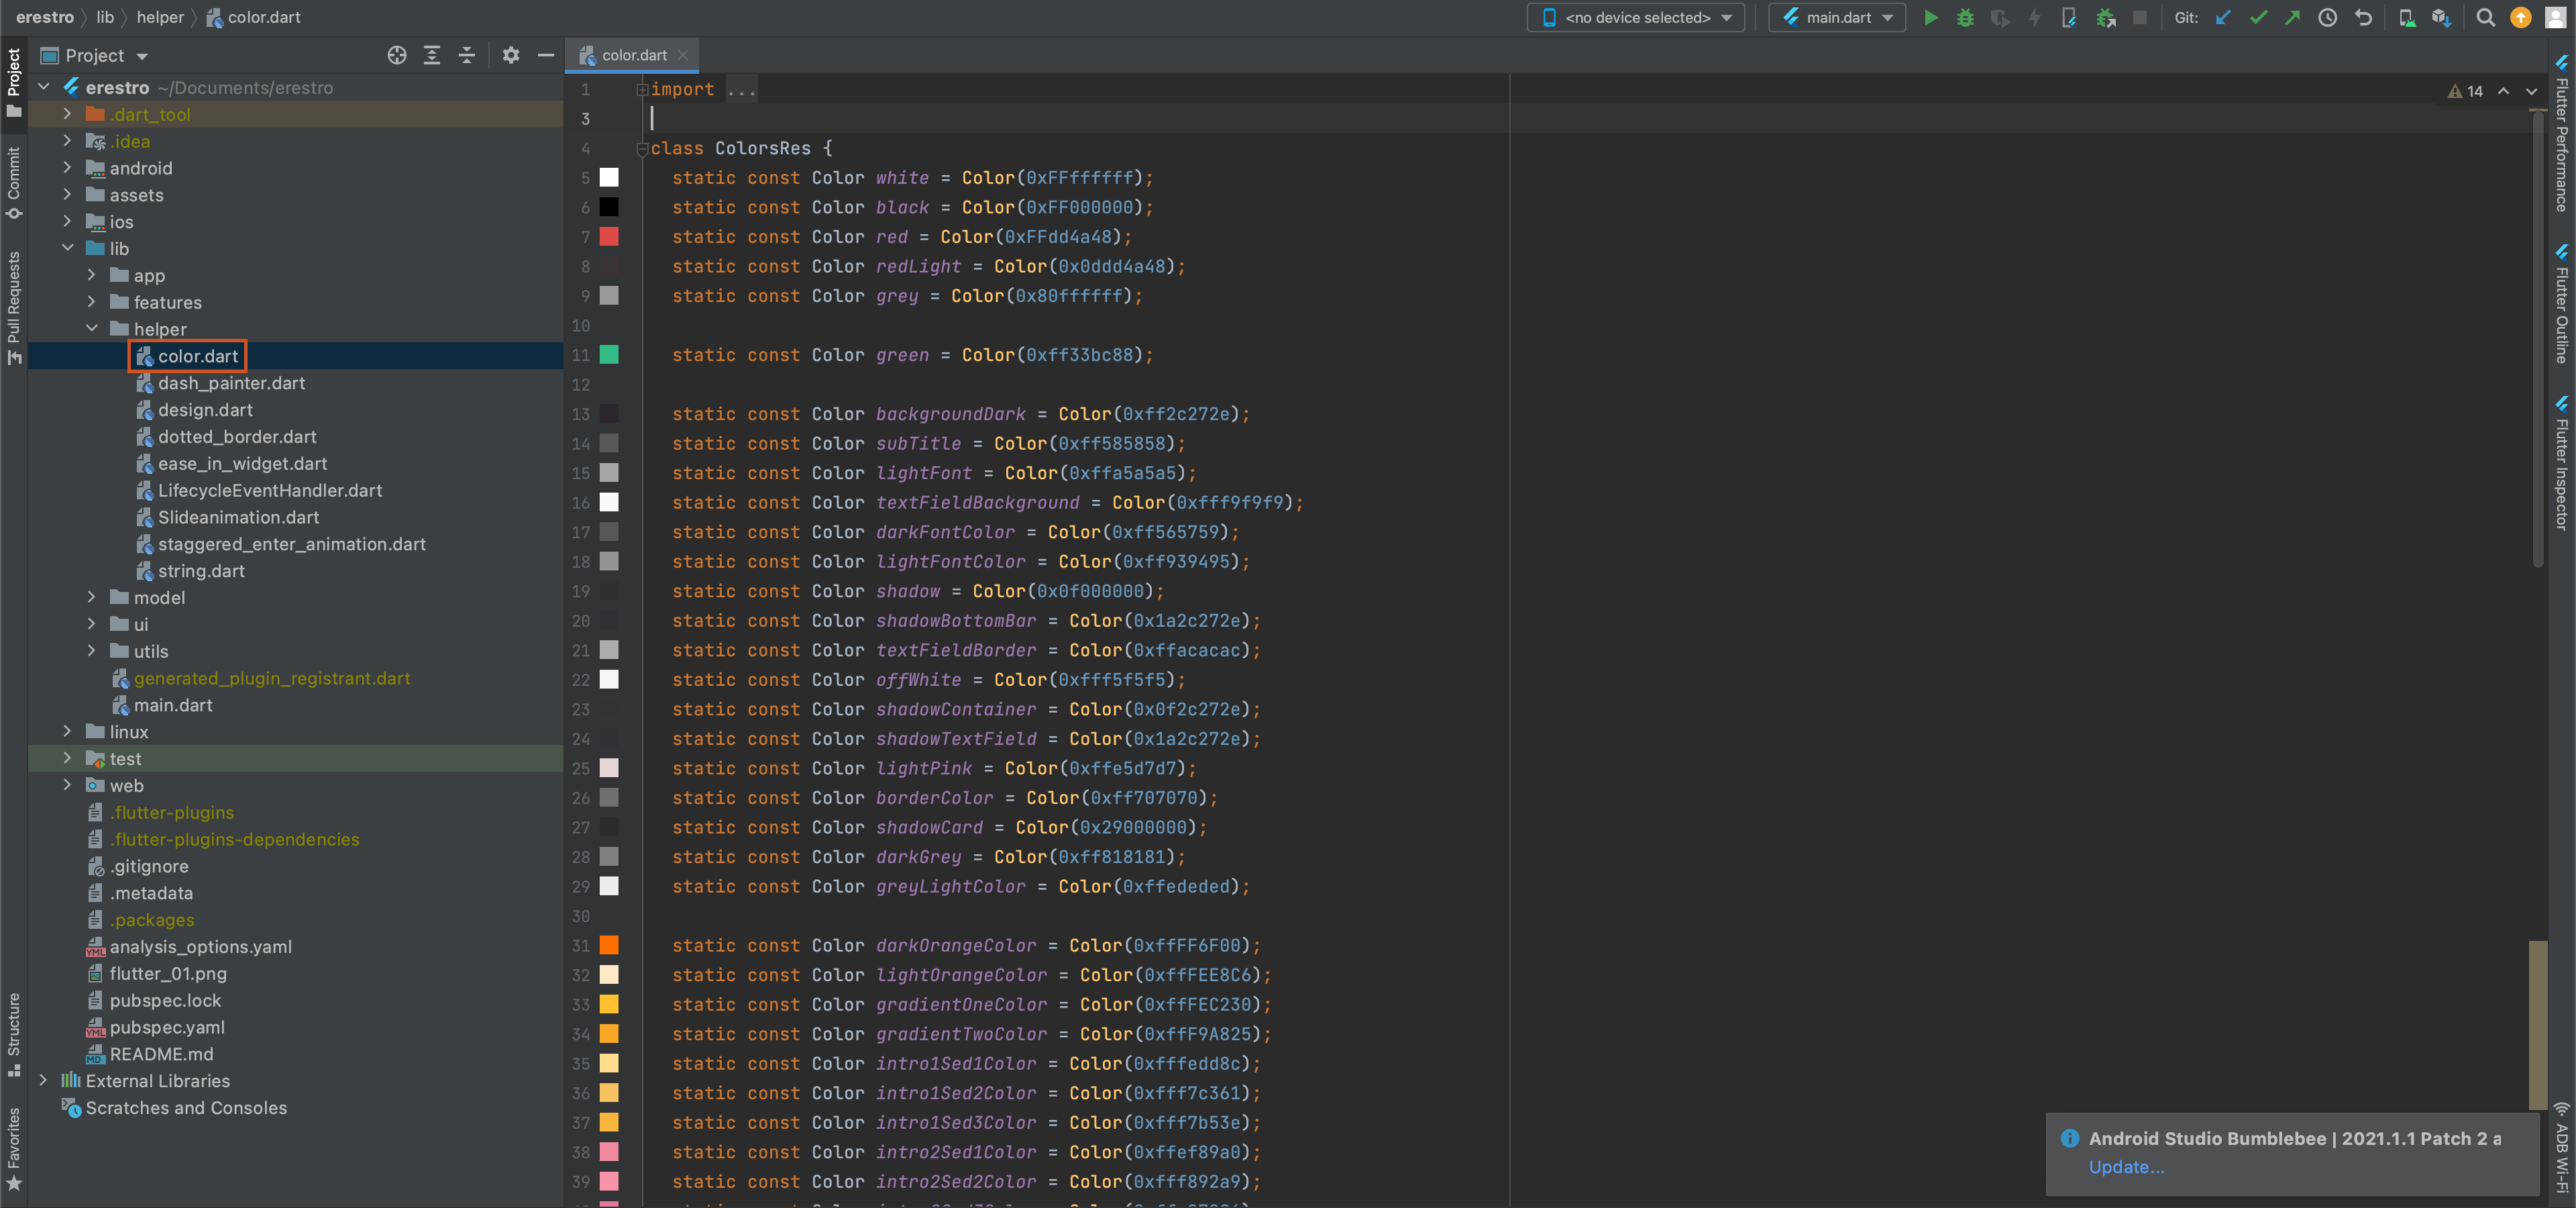 erestro lib helper color.dart
<no device selected> main.dart Git:
Project
color.dart
erestro ~/Documents/erestro
.dart_tool
.idea
android
assets
ios
lib
app
features
helper
color.dart
dash_painter.dart
design.dart
dotted_border.dart
ease_in_widget.dart
LifecycleEventHandler.dart
Slideanimation.dart
staggered_enter_animation.dart
string.dart
model
ui
utils
generated_plugin_registrant.dart
main.dart
linux
test
web
.flutter-plugins
.flutter-plugins-dependencies
.gitignore
.metadata
.packages
analysis_options.yaml
flutter_01.png
pubspec.lock
pubspec.yaml
README.md
External Libraries
Scratches and Consoles
Project
Commit
Pull Requests
Structure
Favorites
1 import ...
3
4 class ColorsRes {
5 static const Color white = Color(0xFFffffff);
6 static const Color black = Color(0xFF000000);
7 static const Color red = Color(0xFFdd4a48);
8 static const Color redLight = Color(0x0ddd4a48);
9 static const Color grey = Color(0x80ffffff);
10
11 static const Color green = Color(0xff33bc88);
12
13 static const Color backgroundDark = Color(0xff2c272e);
14 static const Color subTitle = Color(0xff585858);
15 static const Color lightFont = Color(0xffa5a5a5);
16 static const Color textFieldBackground = Color(0xfff9f9f9);
17 static const Color darkFontColor = Color(0xff565759);
18 static const Color lightFontColor = Color(0xff939495);
19 static const Color shadow = Color(0x0f000000);
20 static const Color shadowBottomBar = Color(0x1a2c272e);
21 static const Color textFieldBorder = Color(0xffacacac);
22 static const Color offWhite = Color(0xfff5f5f5);
23 static const Color shadowContainer = Color(0x0f2c272e);
24 static const Color shadowTextField = Color(0x1a2c272e);
25 static const Color lightPink = Color(0xffe5d7d7);
26 static const Color borderColor = Color(0xff707070);
27 static const Color shadowCard = Color(0x29000000);
28 static const Color darkGrey = Color(0xff818181);
29 static const Color greyLightColor = Color(0xffededed);
30
31 static const Color darkOrangeColor = Color(0xffFF6F00);
32 static const Color lightOrangeColor = Color(0xffFEE8C6);
33 static const Color gradientOneColor = Color(0xffFEC230);
34 static const Color gradientTwoColor = Color(0xffF9A825);
35 static const Color intro1Sed1Color = Color(0xfffedd8c);
36 static const Color intro1Sed2Color = Color(0xfff7c361);
37 static const Color intro1Sed3Color = Color(0xfff7b53e);
38 static const Color intro2Sed1Color = Color(0xffef89a0);
39 static const Color intro2Sed2Color = Color(0xfff892a9);
14
Flutter Performance
Flutter Outline
Flutter Inspector
ADB Wi-Fi
Android Studio Bumblebee | 2021.1.1 Patch 2 a
Update...